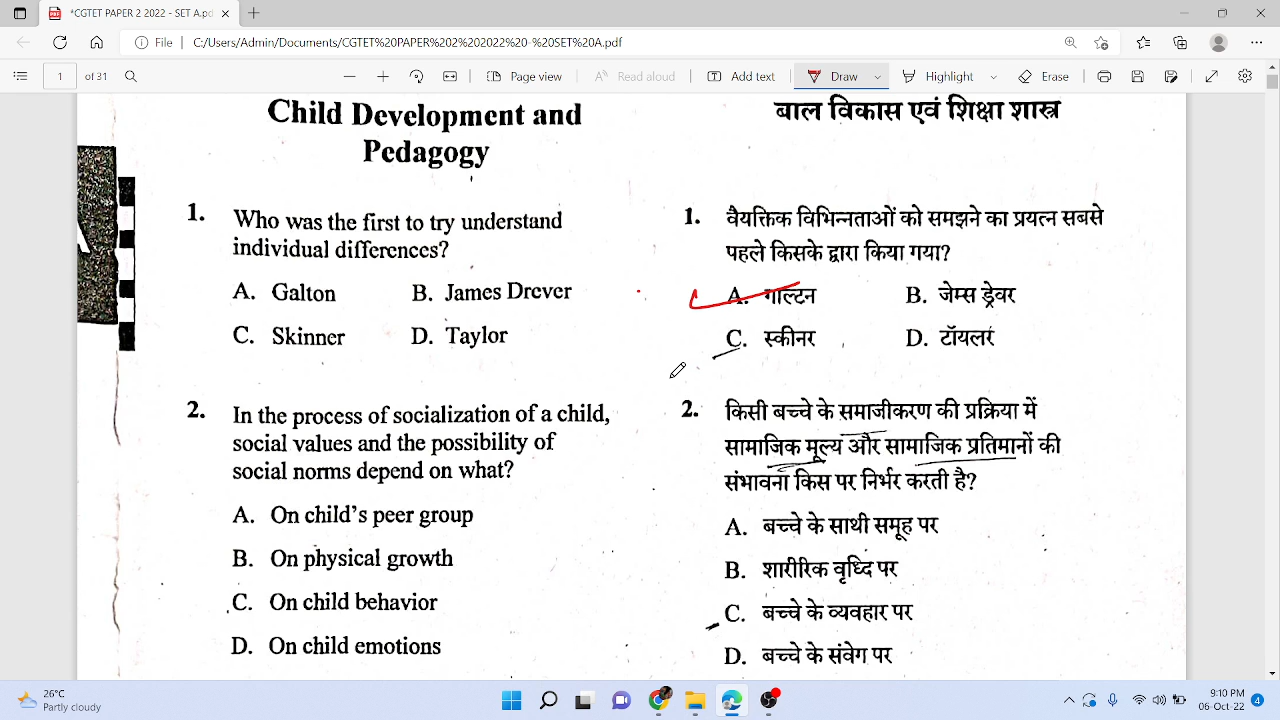 *CGTET PAPER 2 2022 - SET A.pd
File
C:/Users/Admin/Documents/CGTET%20PAPER%202%202022%20-%20SET%20A.pdf
1 of 31
Page view
Read aloud
Add text
Draw
Highlight
Erase
Child Development and
Pedagogy
1. Who was the first to try understand
individual differences?
A. Galton B. James Drever
C. Skinner D. Taylor
2. In the process of socialization of a child,
social values and the possibility of
social norms depend on what?
A. On child's peer group
B. On physical growth
C. On child behavior
D. On child emotions
बाल विकास एवं शिक्षा शास्त्र
1. वैयक्तिक विभिन्नताओं को समझने का प्रयत्न सबसे
पहले किसके द्वारा किया गया?
A. गाल्टन B. जेम्स ड्रेवर
C. स्कीनर D. टॉयलर
2. किसी बच्चे के समाजीकरण की प्रक्रिया में
सामाजिक मूल्य और सामाजिक प्रतिमानों की
संभावना किस पर निर्भर करती है?
A. बच्चे के साथी समूह पर
B. शारीरिक वृध्दि पर
C. बच्चे के व्यवहार पर
D. बच्चे के संवेग पर
26°C
Partly cloudy
9:10 PM
06-Oct-22
4